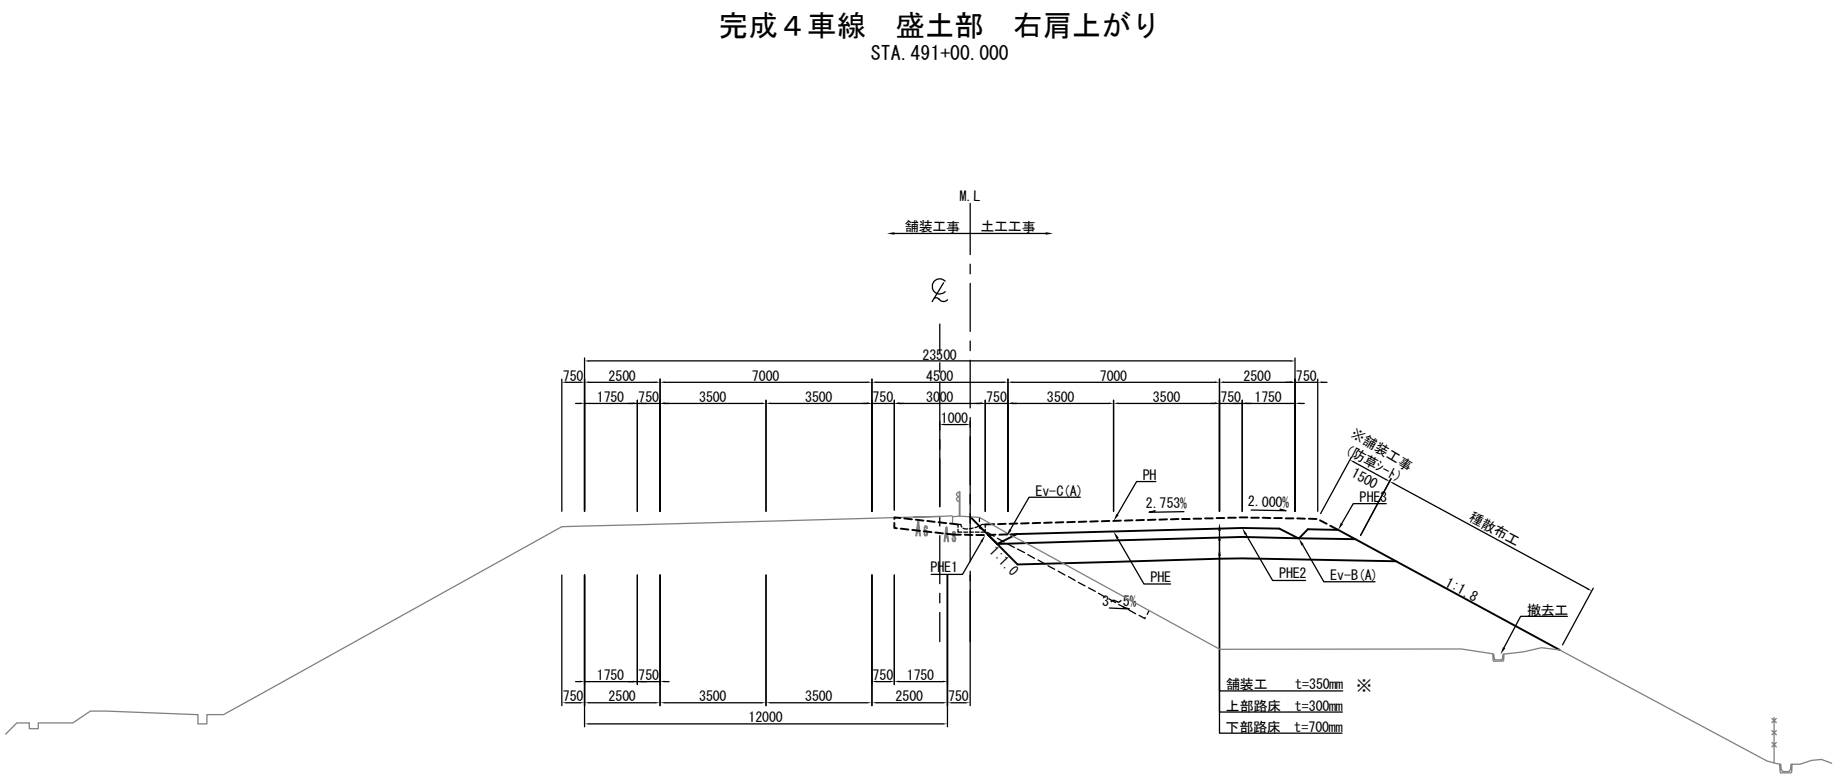 完成４車線　盛土部　右肩上がり
STA.491+00.000
M.L
舗装工事 土工工事
23500
750 2500 7000 4500 7000 2500 750
1750 750 3500 3500 750 3000 750 3500 3500 750 1750
1000
※舗装工事
(防草ｼｰﾄ)
1500
PH
Ev-C(A)
2.753%
2.000%
PHE3
種散布工
As
As
PHE1
1:1.0
PHE
PHE2
Ev-B(A)
1:1.8
3~5%
撤去工
1750 750 750 1750
750 2500 3500 3500 2500 750
12000
舗装工　t=350mm ※
上部路床　t=300mm
下部路床　t=700mm